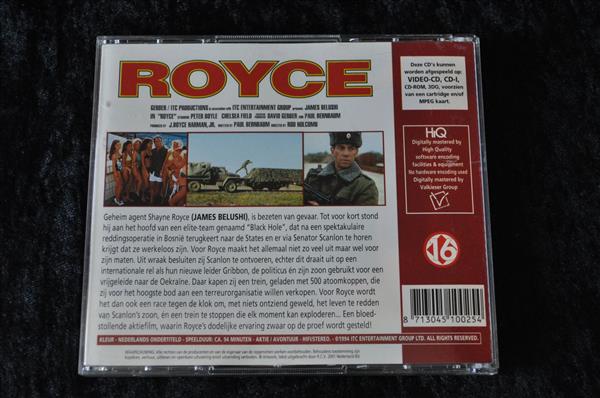 ROYCE
GERBER / ITC PRODUCTIONS in association with ITC ENTERTAINMENT GROUP presents JAMES BELUSHI
IN "ROYCE" starring PETER BOYLE CHELSEA FIELD DAVID GERBER AND PAUL BERNBAUM
PRODUCED BY J.ROYCE HARMAN, JR. WRITTEN BY PAUL BERNBAUM DIRECTED BY ROD HOLCOMB
Geheim agent Shayne Royce (JAMES BELUSHI), is bezeten van gevaar. Tot voor kort stond
hij aan het hoofd van een elite-team genaamd "Black Hole", dat na een spektakulaire
reddingsoperatie in Bosnië terugkeert naar de States en er via Senator Scanlon te horen
krijgt dat ze werkeloos zijn. Voor Royce maakt het allemaal niet zo veel uit maar wel voor
zijn maten. Uit wraak besluiten zij Scanlon te ontvoeren, echter dit draait uit op een
internationale rel als hun nieuwe leider Gribbon, de politicus én zijn zoon gebruikt voor een
vrijgeleide naar de Oekraïne. Daar kapen zij een trein, geladen met 500 atoomkoppen, die
zij voor het hoogste bod aan een terreurorganisatie willen verkopen. Voor Royce wordt
het dan ook een race tegen de klok om, met niets ontziend geweld, het leven te redden
van Scanlon's zoon, én een trein te stoppen die elk moment kan exploderen... Een bloed-
stollende aktiefilm, waarin Royce's dodelijke ervaring zwaar op de proef wordt gesteld!
KLEUR - NEDERLANDS ONDERTITELD - SPEELDUUR: CA. 94 MINUTEN - AKTIE / AVONTUUR - HIFI/STEREO. - ©1994 ITC ENTERTAINMENT GROUP LTD. ALL RIGHTS RESERVED.
Deze CD's kunnen
worden afgespeeld op:
VIDEO-CD, CD-I,
CD-ROM, 3DO, voorzien
van een cartridge en/of
MPEG kaart.
HiQ
Digitally mastered by
High Quality
software encoding
facilities & equipment
No hardware encoding used
Digitally mastered by
Valkieser Group
16
8 713045 100254